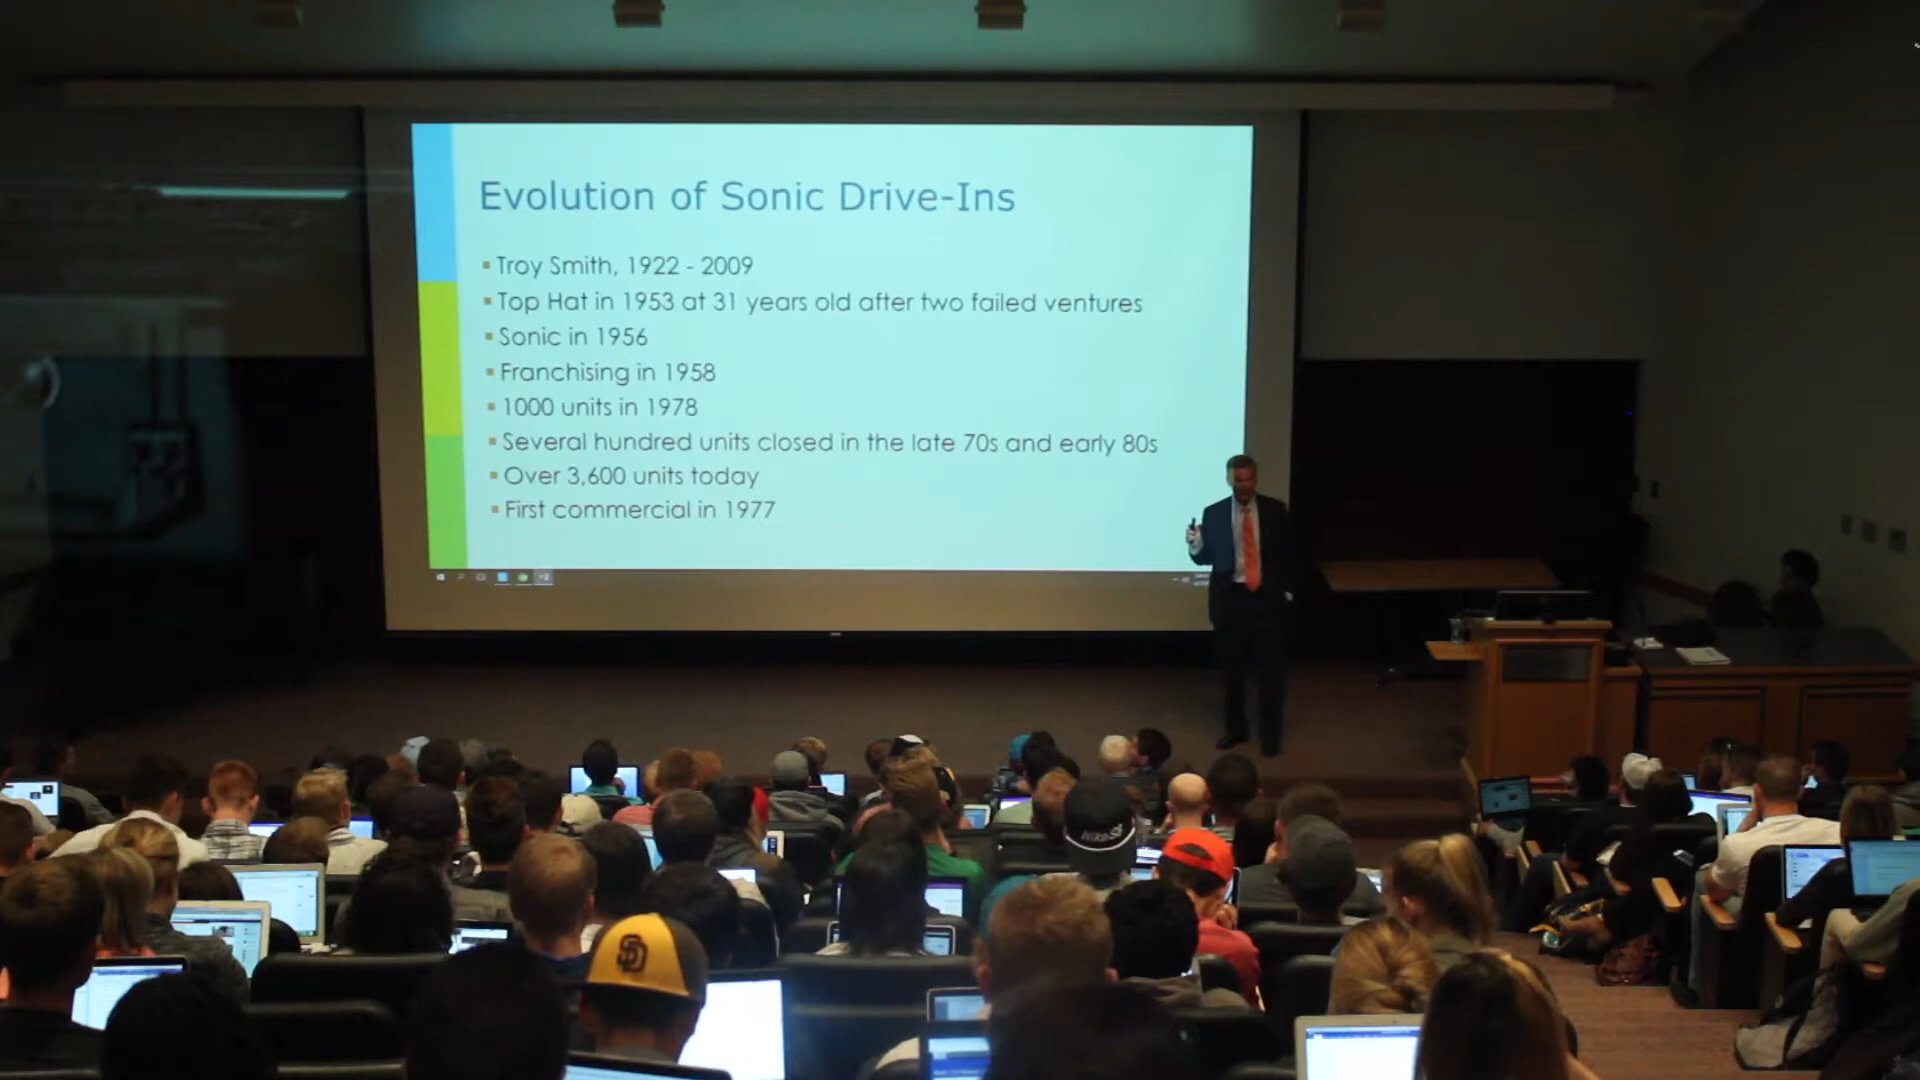 Evolution of Sonic Drive-Ins
▪ Troy Smith, 1922 - 2009
▪ Top Hat in 1953 at 31 years old after two failed ventures
▪ Sonic in 1956
▪ Franchising in 1958
▪ 1000 units in 1978
▪ Several hundred units closed in the late 70s and early 80s
▪ Over 3,600 units today
▪ First commercial in 1977
SD